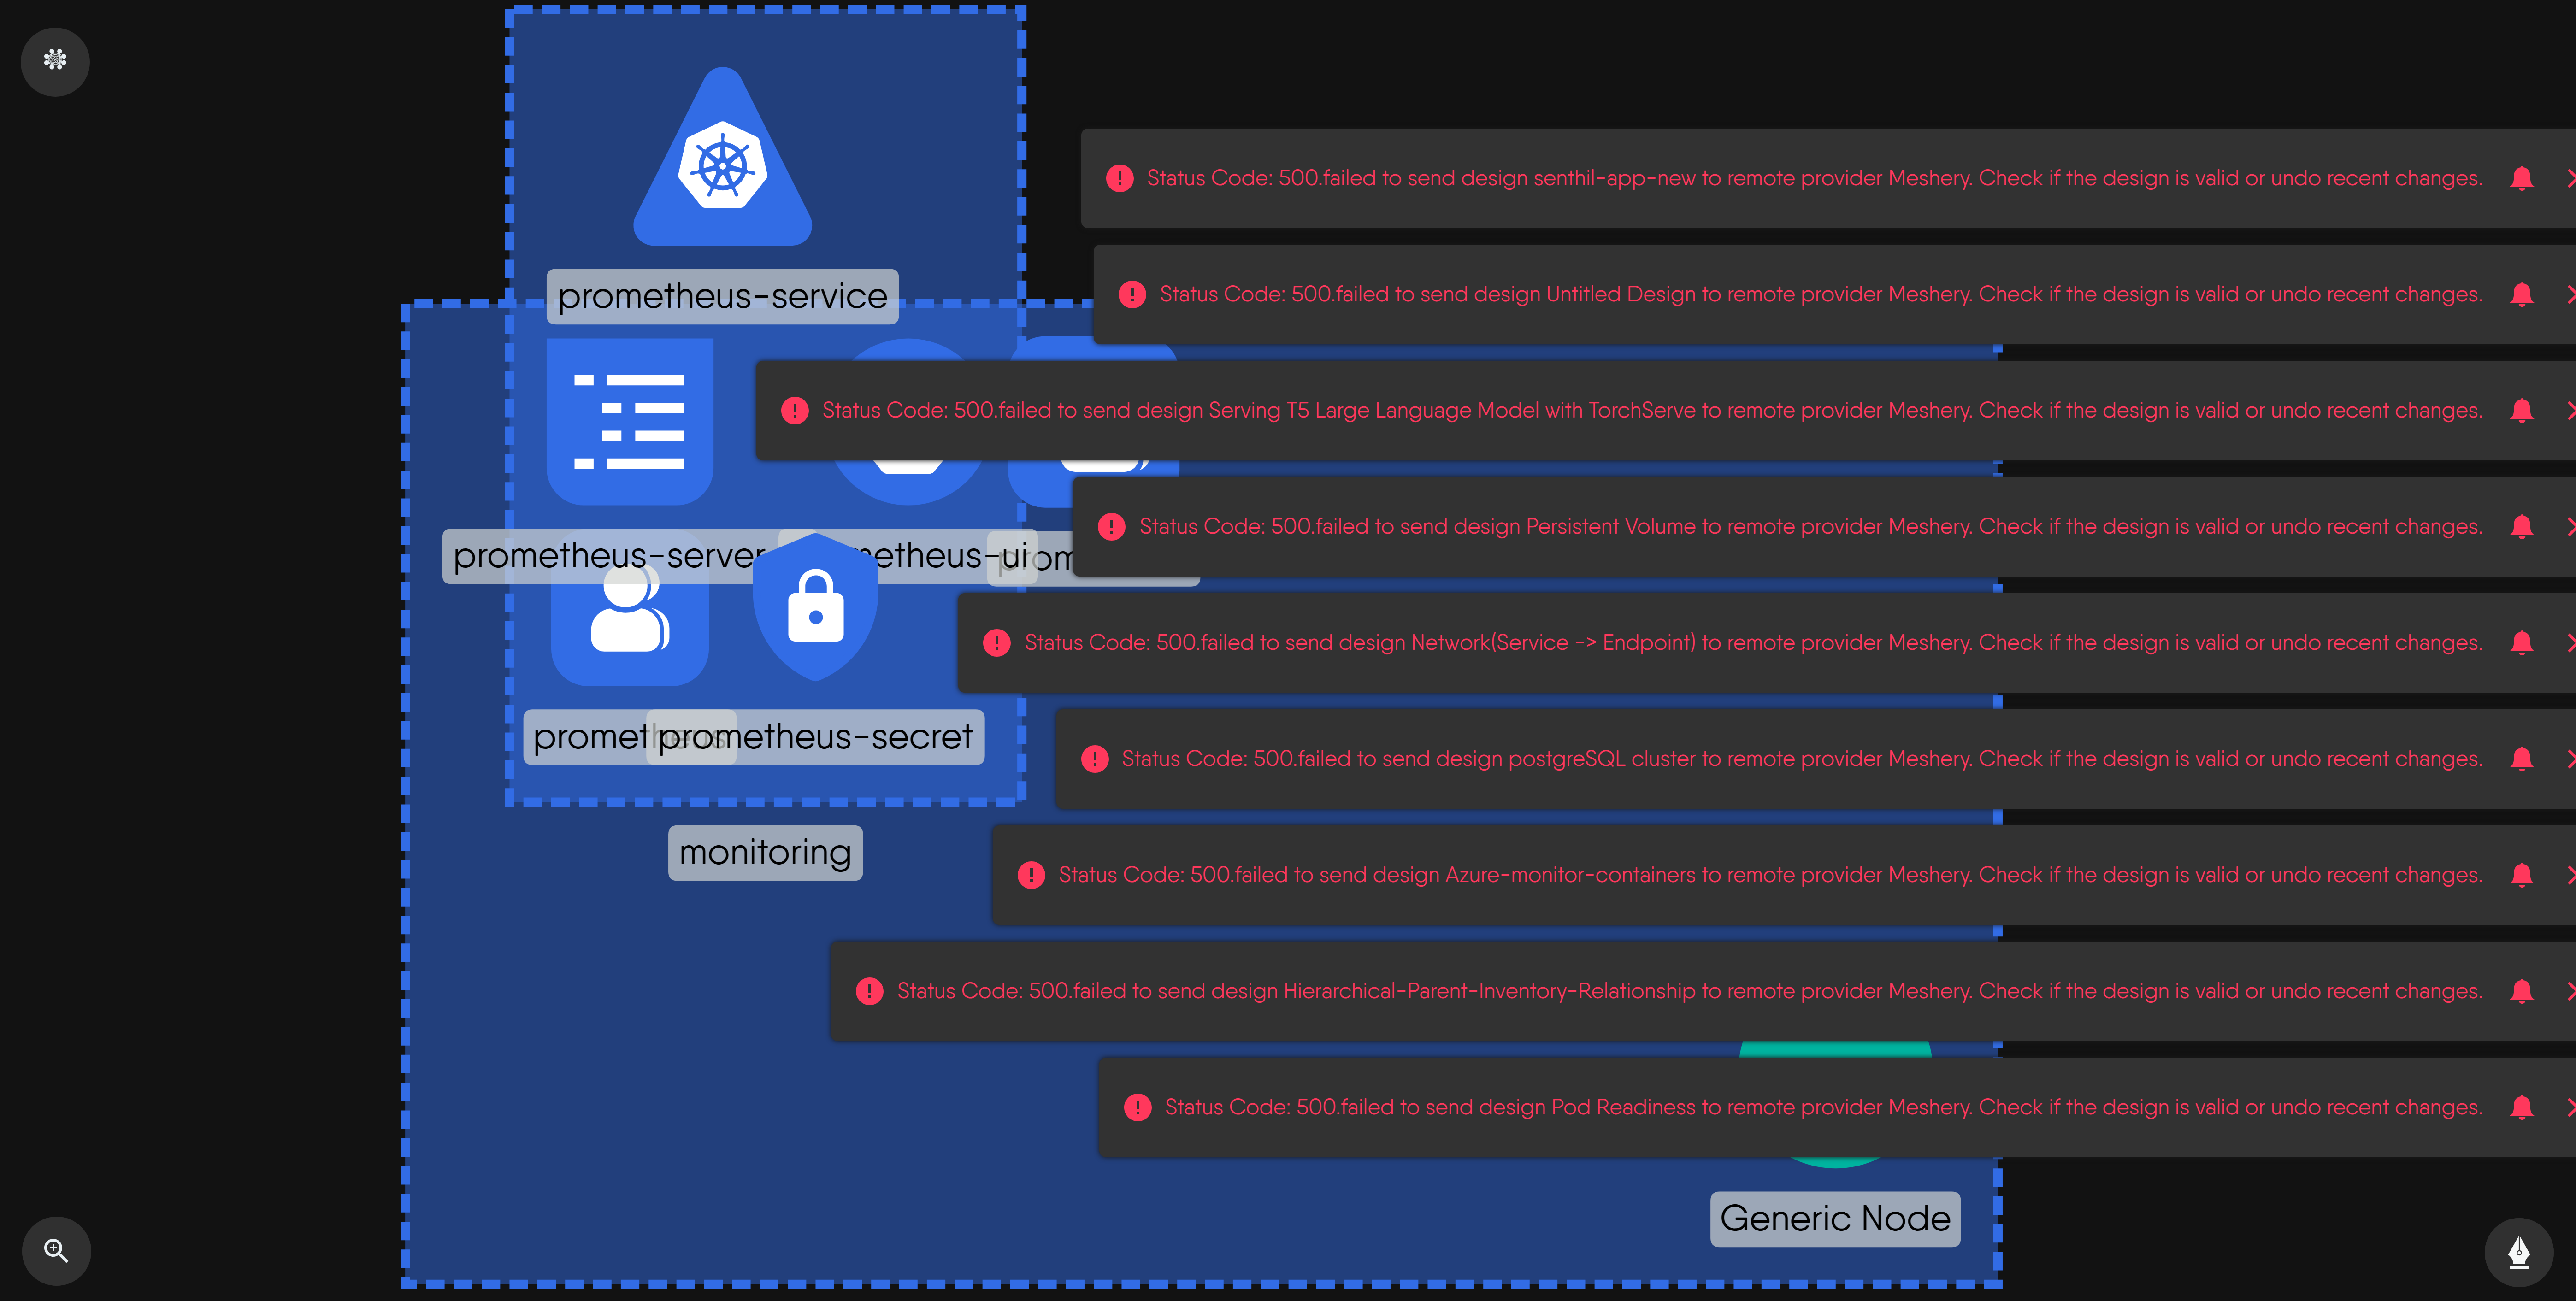 Status Code: 500.failed to send design senthil-app-new to remote provider Meshery. Check if the design is valid or undo recent changes.
prometheus-service
Status Code: 500.failed to send design Untitled Design to remote provider Meshery. Check if the design is valid or undo recent changes.
Status Code: 500.failed to send design Serving T5 Large Language Model with TorchServe to remote provider Meshery. Check if the design is valid or undo recent changes.
Status Code: 500.failed to send design Persistent Volume to remote provider Meshery. Check if the design is valid or undo recent changes.
prometheus-server
Status Code: 500.failed to send design Network(Service -> Endpoint) to remote provider Meshery. Check if the design is valid or undo recent changes.
prometheus
prometheus-secret
Status Code: 500.failed to send design postgreSQL cluster to remote provider Meshery. Check if the design is valid or undo recent changes.
monitoring
Status Code: 500.failed to send design Azure-monitor-containers to remote provider Meshery. Check if the design is valid or undo recent changes.
Status Code: 500.failed to send design Hierarchical-Parent-Inventory-Relationship to remote provider Meshery. Check if the design is valid or undo recent changes.
Status Code: 500.failed to send design Pod Readiness to remote provider Meshery. Check if the design is valid or undo recent changes.
Generic Node